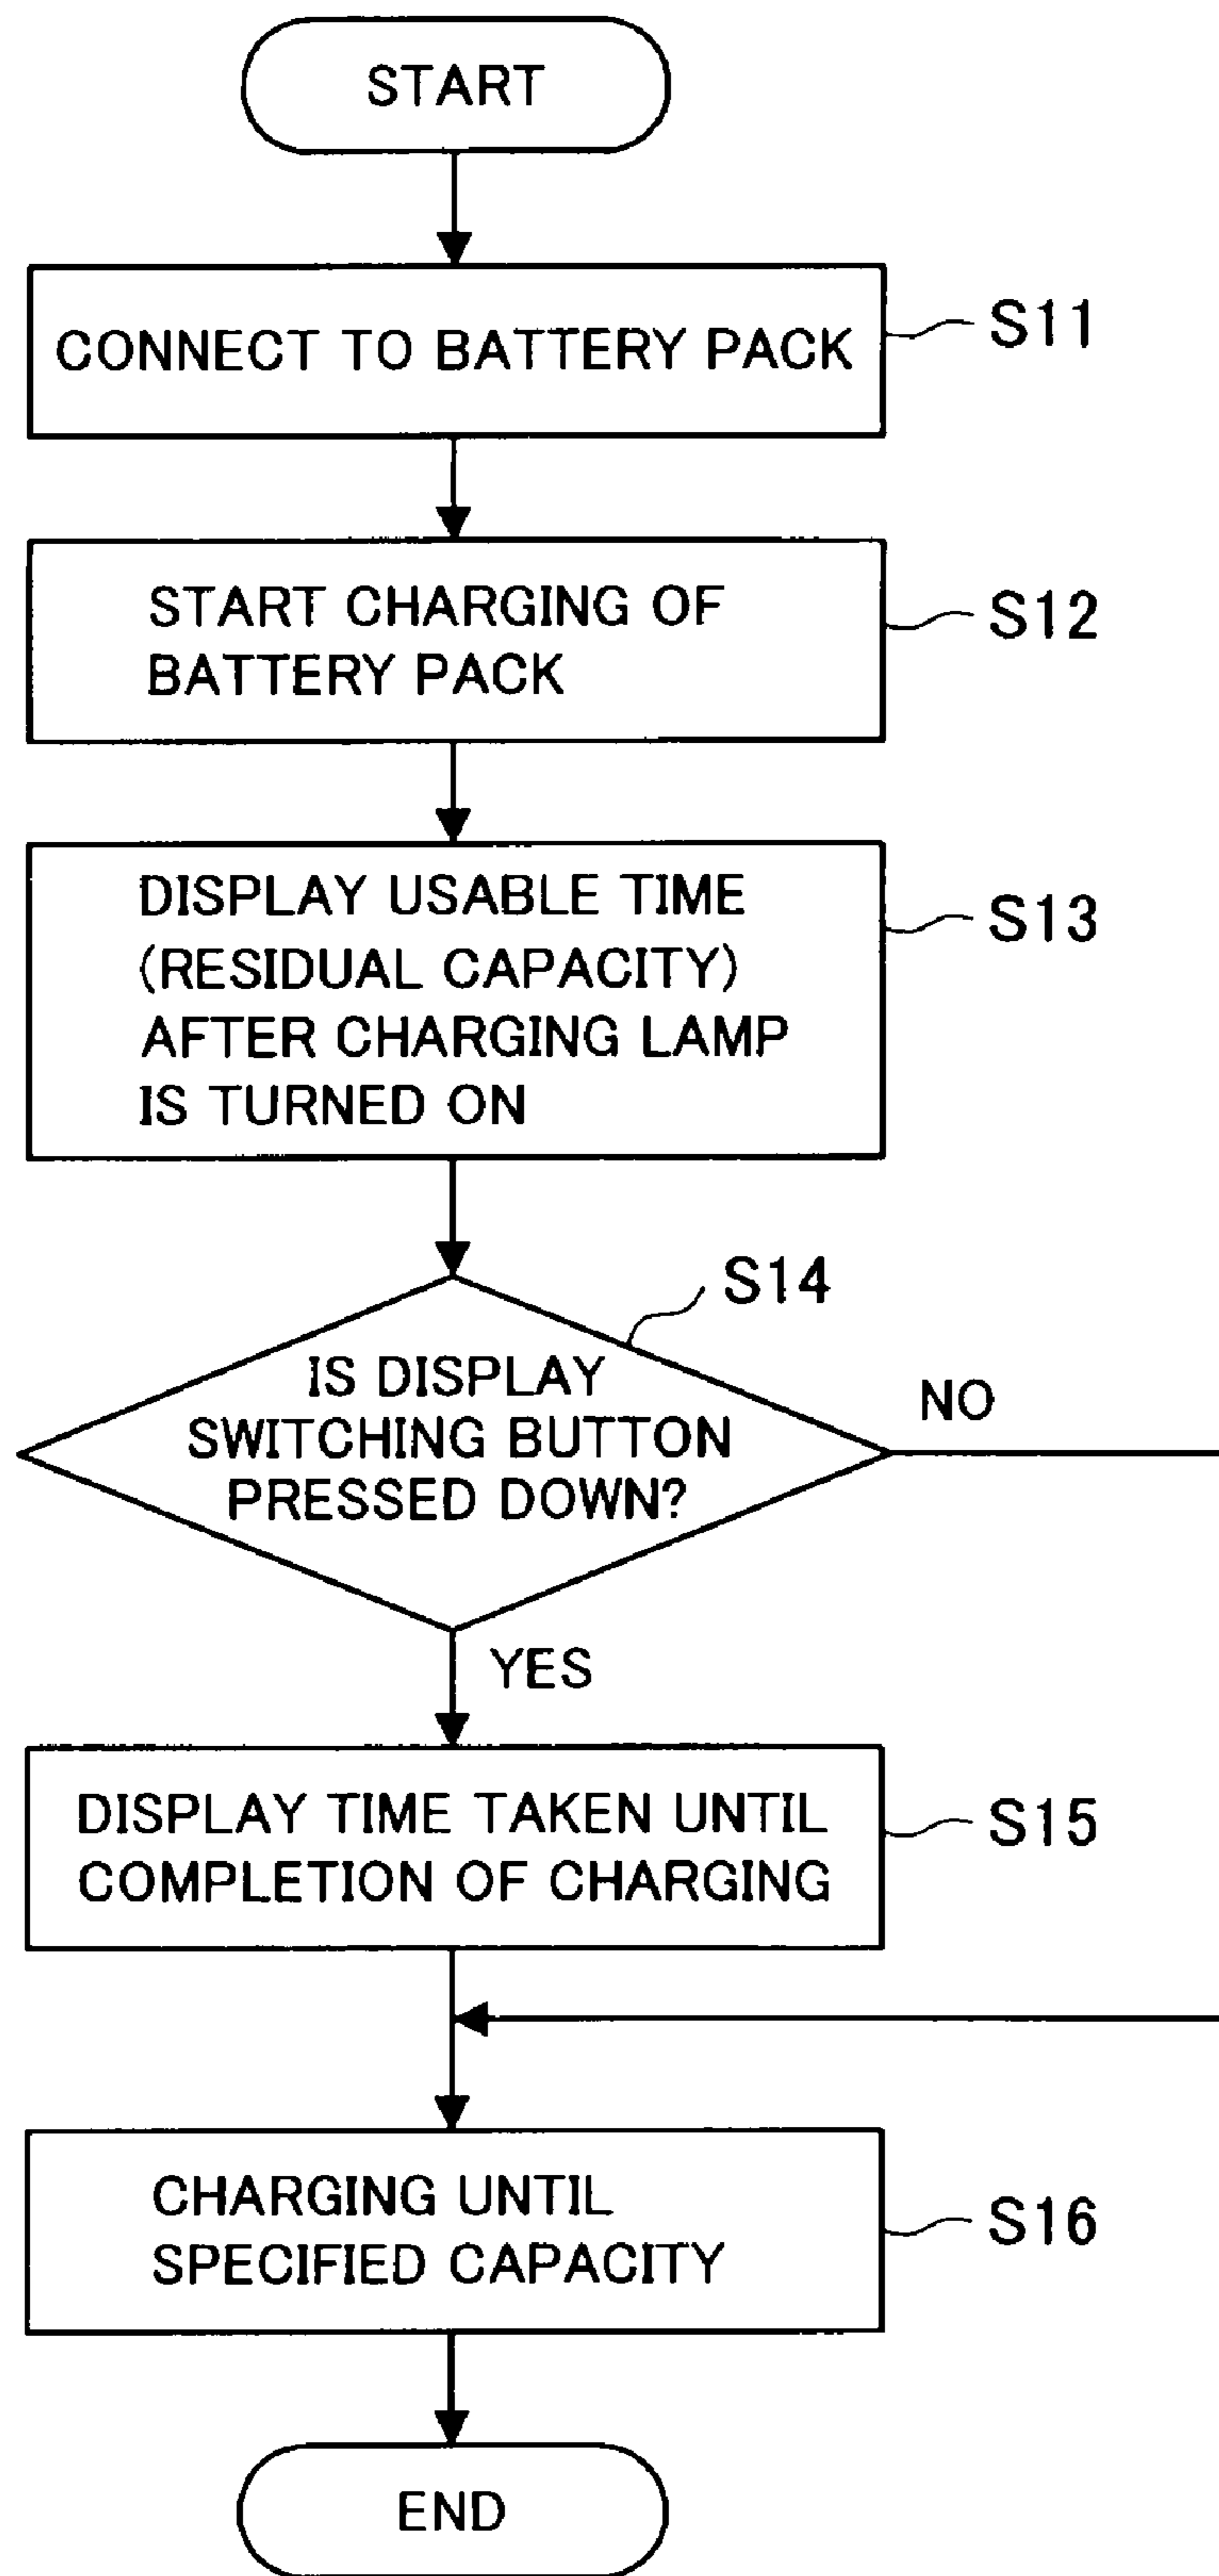 START
CONNECT TO BATTERY PACK
S11
START CHARGING OF
BATTERY PACK
S12
DISPLAY USABLE TIME
(RESIDUAL CAPACITY)
AFTER CHARGING LAMP
IS TURNED ON
S13
S14
IS DISPLAY
SWITCHING BUTTON
PRESSED DOWN?
NO
YES
DISPLAY TIME TAKEN UNTIL
COMPLETION OF CHARGING
S15
CHARGING UNTIL
SPECIFIED CAPACITY
S16
END